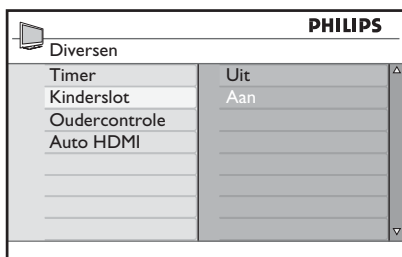 PHILIPS
Diversen
Timer
Uit
Kinderslot
Aan
Oudercontrole
Auto HDMI